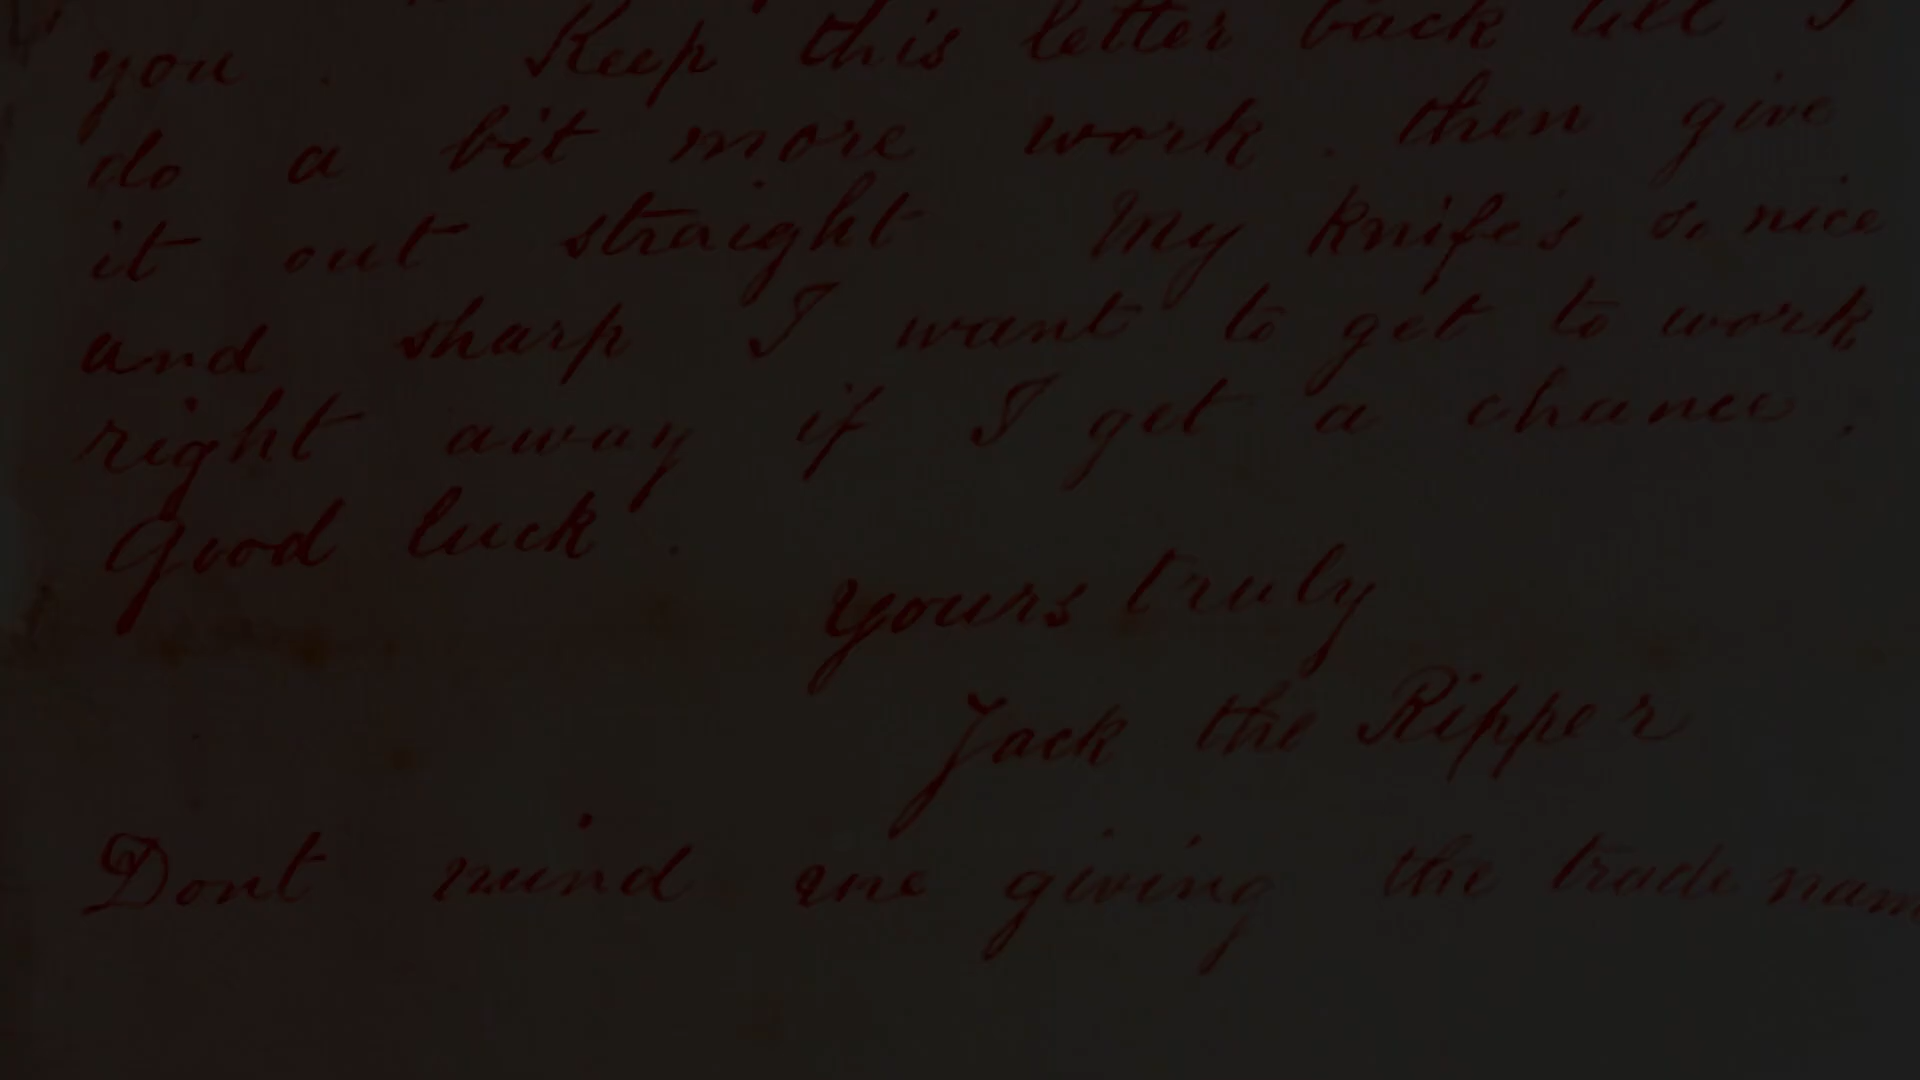 you. Keep this letter back till I
do a bit more work. then give
it out straight My knife's so nice
and sharp I want to get to work
right away if I get a chance.
Good luck.
yours truly
Jack the Ripper
Dont mind me giving the trade nam